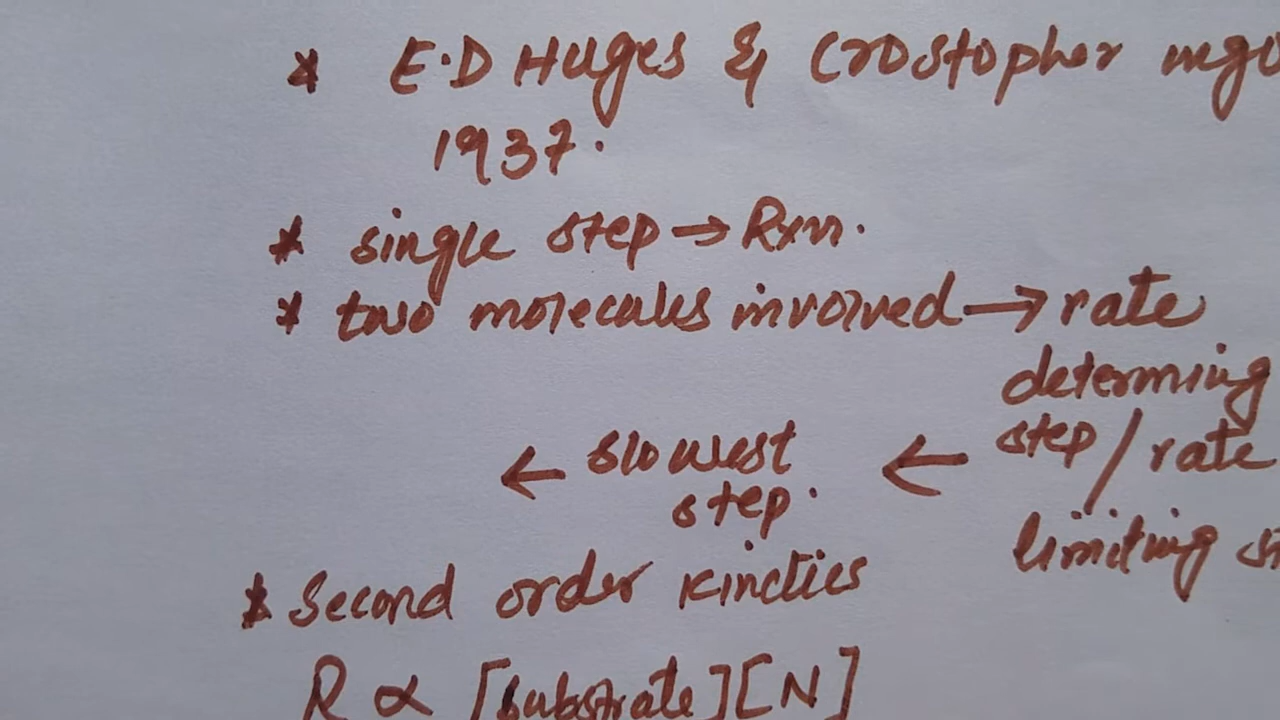 * E.D Huges & Crostopher
1937.
* single step → Rxn.
* two molecules involved → rate
determing
← slowest ← step / rate
step.
limiting
* Second order kinetics
R ∝ [substrate][N]